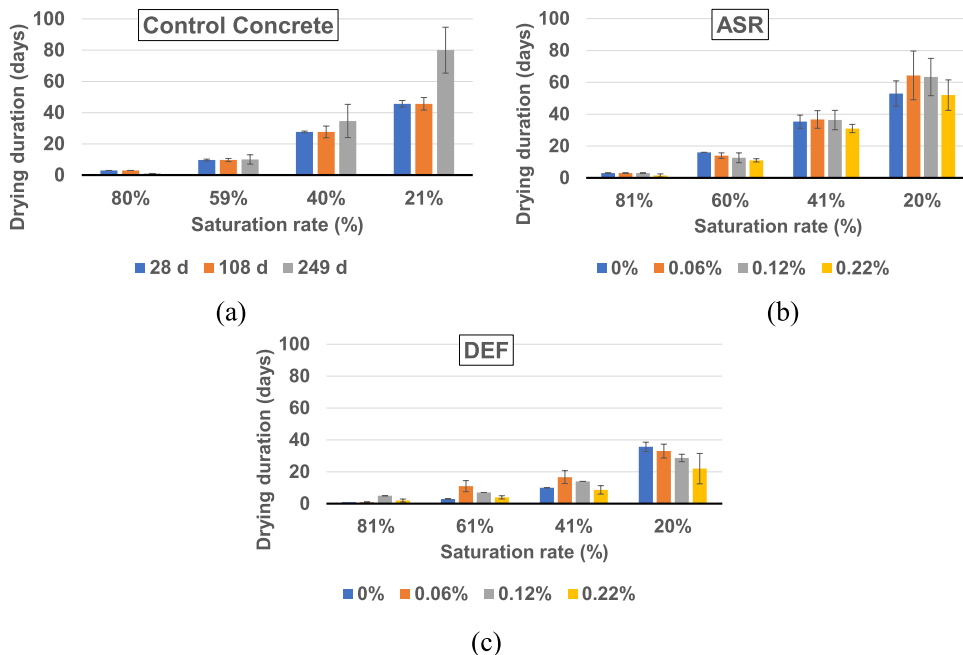 Control Concrete
Drying duration (days)
100
80
60
40
20
0
80% 59% 40% 21%
Saturation rate (%)
28 d 108 d 249 d
(a)
ASR
Drying duration (days)
100
80
60
40
20
0
81% 60% 41% 20%
Saturation rate (%)
0% 0.06% 0.12% 0.22%
(b)
DEF
Drying duration (days)
100
80
60
40
20
0
81% 61% 41% 20%
Saturation rate (%)
0% 0.06% 0.12% 0.22%
(c)